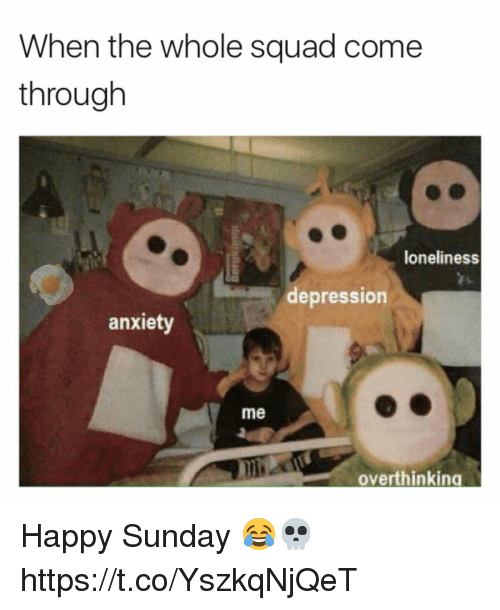 When the whole squad come
through
loneliness
depression
anxiety
me
overthinking
Happy Sunday 😂💀
https://t.co/YszkqNjQeT